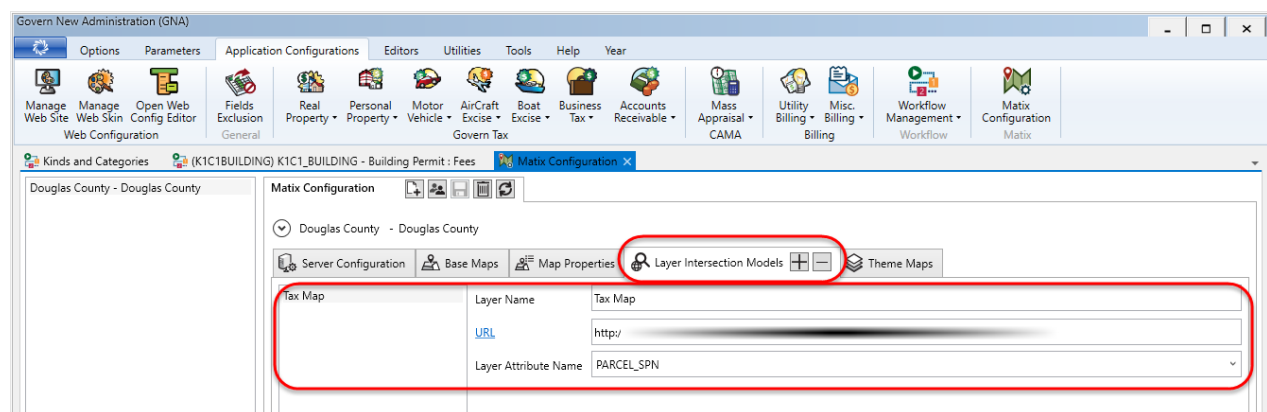 Govern New Administration (GNA)
Options Parameters Application Configurations Editors Utilities Tools Help Year
Manage Web Site Manage Web Skin Open Web Config Editor Fields Exclusion Real Property Personal Property Motor Vehicle AirCraft Excise Boat Excise Business Tax Accounts Receivable Mass Appraisal Utility Billing Misc. Billing Workflow Management Matix Configuration
Web Configuration General Govern Tax CAMA Billing Workflow Matix
Kinds and Categories (K1C1BUILDING) K1C1_BUILDING - Building Permit : Fees Matix Configuration
Douglas County - Douglas County Matix Configuration
Douglas County - Douglas County
Server Configuration Base Maps Map Properties Layer Intersection Models Theme Maps
Tax Map Layer Name Tax Map
URL http:/
Layer Attribute Name PARCEL_SPN